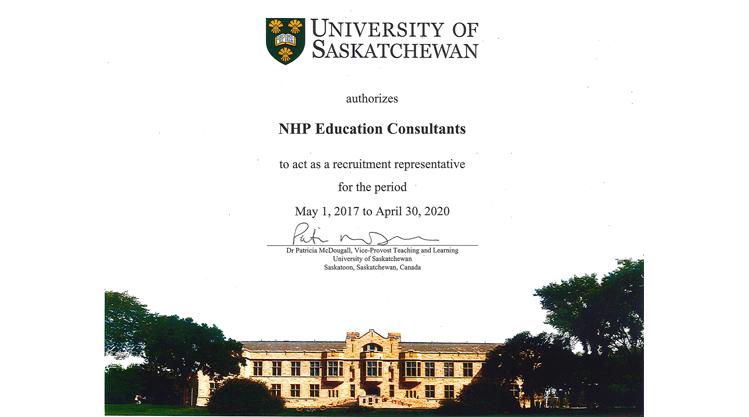 UNIVERSITY OF
SASKATCHEWAN
authorizes
NHP Education Consultants
to act as a recruitment representative
for the period
May 1, 2017 to April 30, 2020
Dr Patricia McDougall, Vice-Provost Teaching and Learning
University of Saskatchewan
Saskatoon, Saskatchewan, Canada